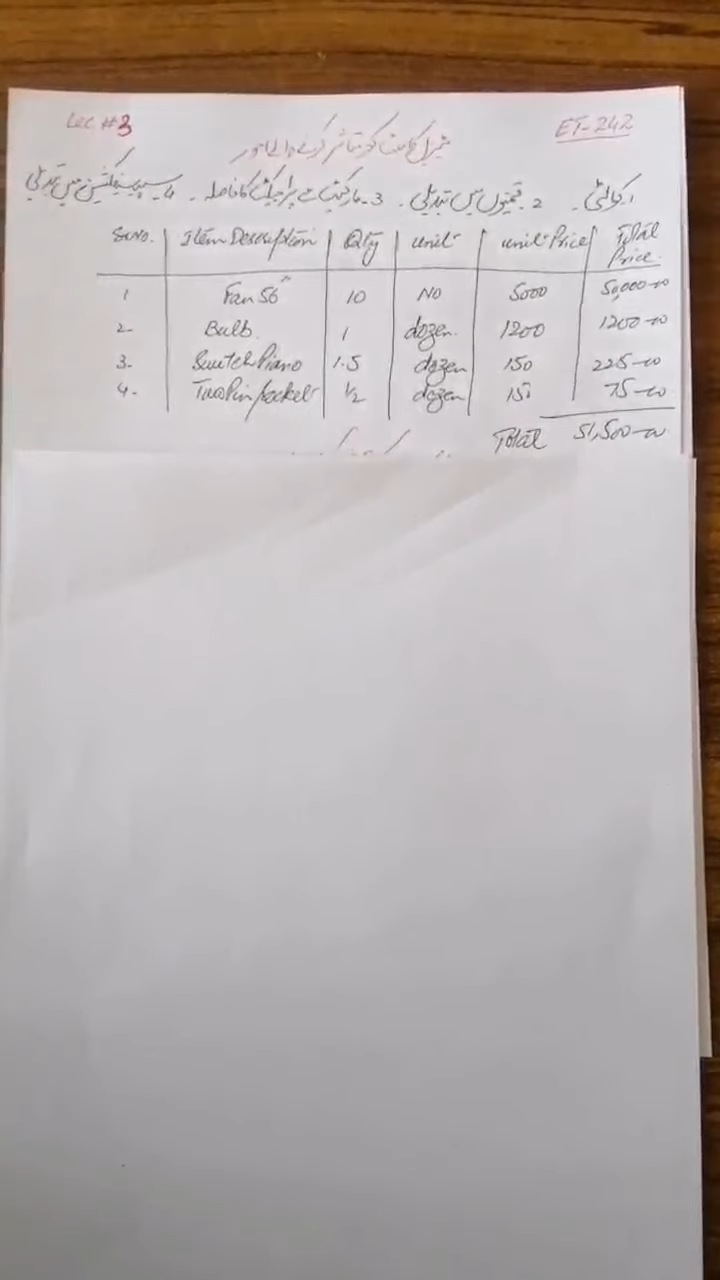 Lec #3
ET-242
میٹریل کاسٹ کو متاثر کرنے والے امور
1۔ کوالٹی ۔ 2۔ قیمتوں میں تبدیلی ۔ 3۔ مارکیٹ سے پراجیکٹ کا فاصلہ ۔ 4۔ سپیسیفکیشن میں تبدیلی
Sr.No. Item Description Qty unit unit Price Total Price
1 Fan 56" 10 No 5000 50,000-00
2. Bulb 1 dozen. 1200 1200-00
3. Switch Piano 1.5 dozen 150 225-00
4. Two Pin Socket 1/2 dozen 150 75-00
Total 51,500-00